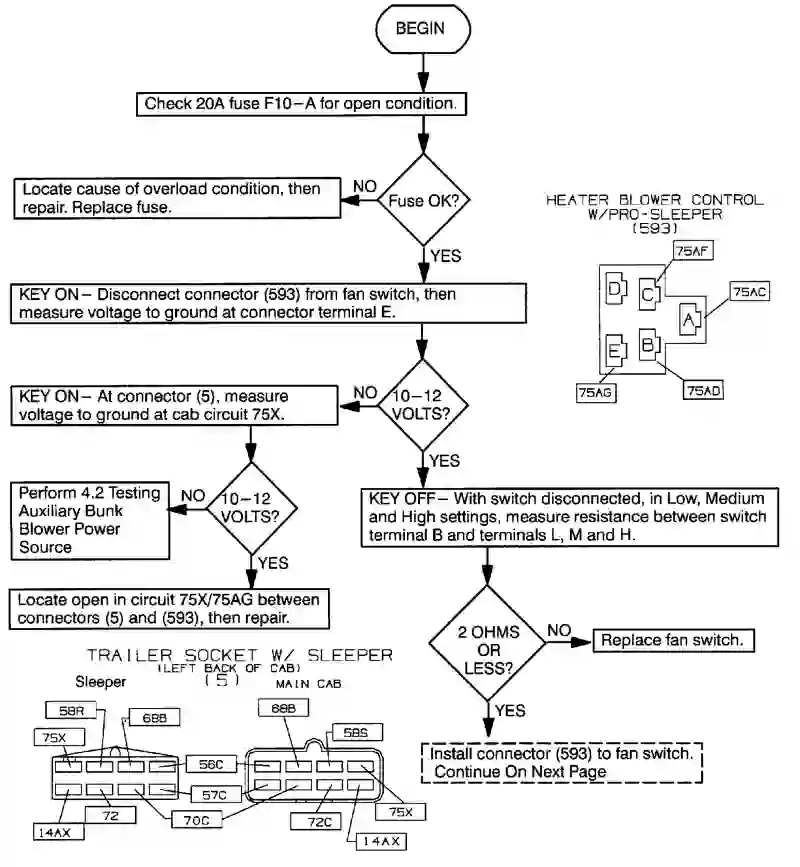 BEGIN
Check 20A fuse F10–A for open condition.
Fuse OK?
NO
Locate cause of overload condition, then
repair. Replace fuse.
YES
KEY ON – Disconnect connector (593) from fan switch, then
measure voltage to ground at connector terminal E.
HEATER BLOWER CONTROL
W/PRO-SLEEPER
(593)
75AF
D
C
75AC
A
E
B
75AG
75AD
10–12
VOLTS?
NO
KEY ON – At connector (5), measure
voltage to ground at cab circuit 75X.
YES
10–12
VOLTS?
NO
Perform 4.2 Testing
Auxiliary Bunk
Blower Power
Source
YES
Locate open in circuit 75X/75AG between
connectors (5) and (593), then repair.
KEY OFF – With switch disconnected, in Low, Medium
and High settings, measure resistance between switch
terminal B and terminals L, M and H.
2 OHMS
OR
LESS?
NO
Replace fan switch.
YES
Install connector (593) to fan switch.
Continue On Next Page
TRAILER SOCKET W/ SLEEPER
(LEFT BACK OF CAB)
(5)
Sleeper
MAIN CAB
58R
68B
68B
58S
75X
56C
57C
14AX
72
70C
72C
75X
14AX